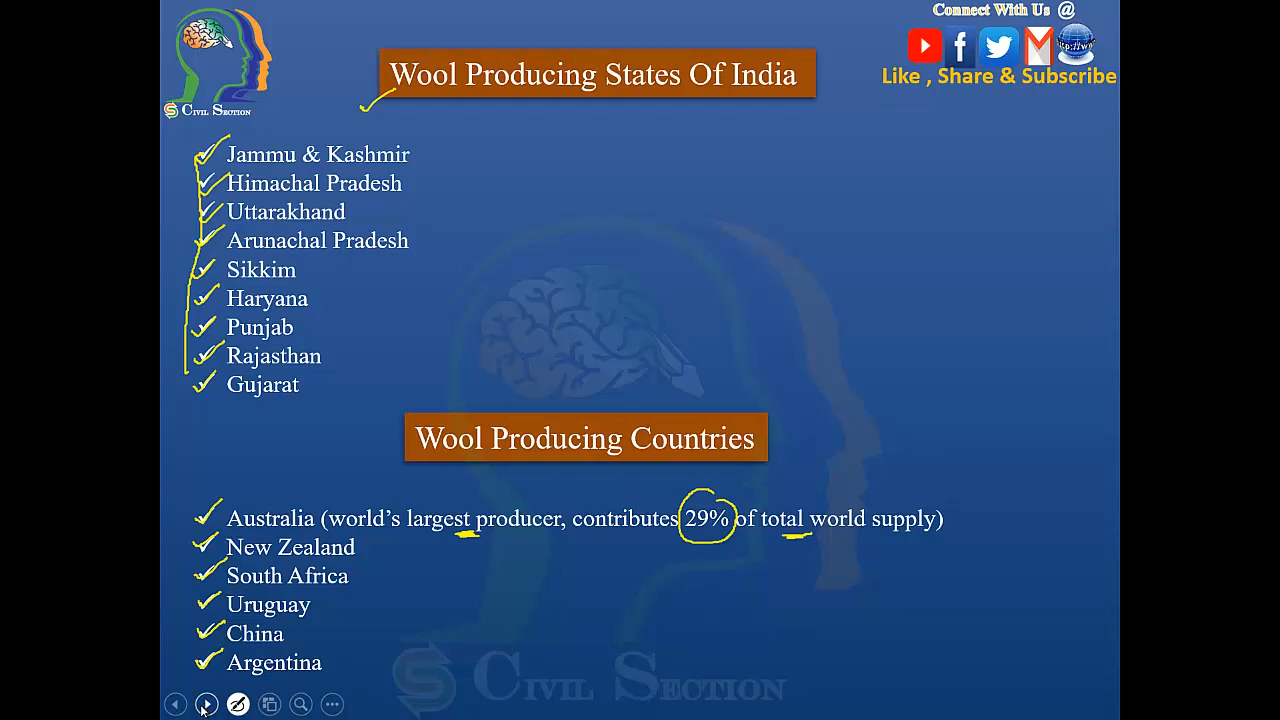 Connect With Us @
http://ww
Like , Share & Subscribe
Civil Section
Wool Producing States Of India
Jammu & Kashmir
Himachal Pradesh
Uttarakhand
Arunachal Pradesh
Sikkim
Haryana
Punjab
Rajasthan
Gujarat
Wool Producing Countries
Australia (world's largest producer, contributes 29% of total world supply)
New Zealand
South Africa
Uruguay
China
Argentina
Civil Section